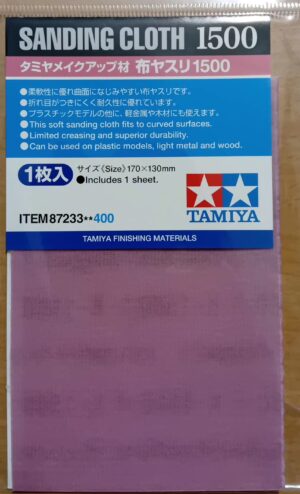 SANDING CLOTH 1500
タミヤメイクアップ材 布ヤスリ1500
●柔軟性に優れ曲面になじみやすい布ヤスリです。
●折れ目がつきにくく耐久性に優れています。
●プラスチックモデルの他に、軽金属や木材にも使えます。
●This soft sanding cloth fits to curved surfaces.
●Limited creasing and superior durability.
●Can be used on plastic models, light metal and wood.
1枚入 サイズ《Size》170×130mm
●Includes 1 sheet.
ITEM87233★★400
TAMIYA
TAMIYA FINISHING MATERIALS